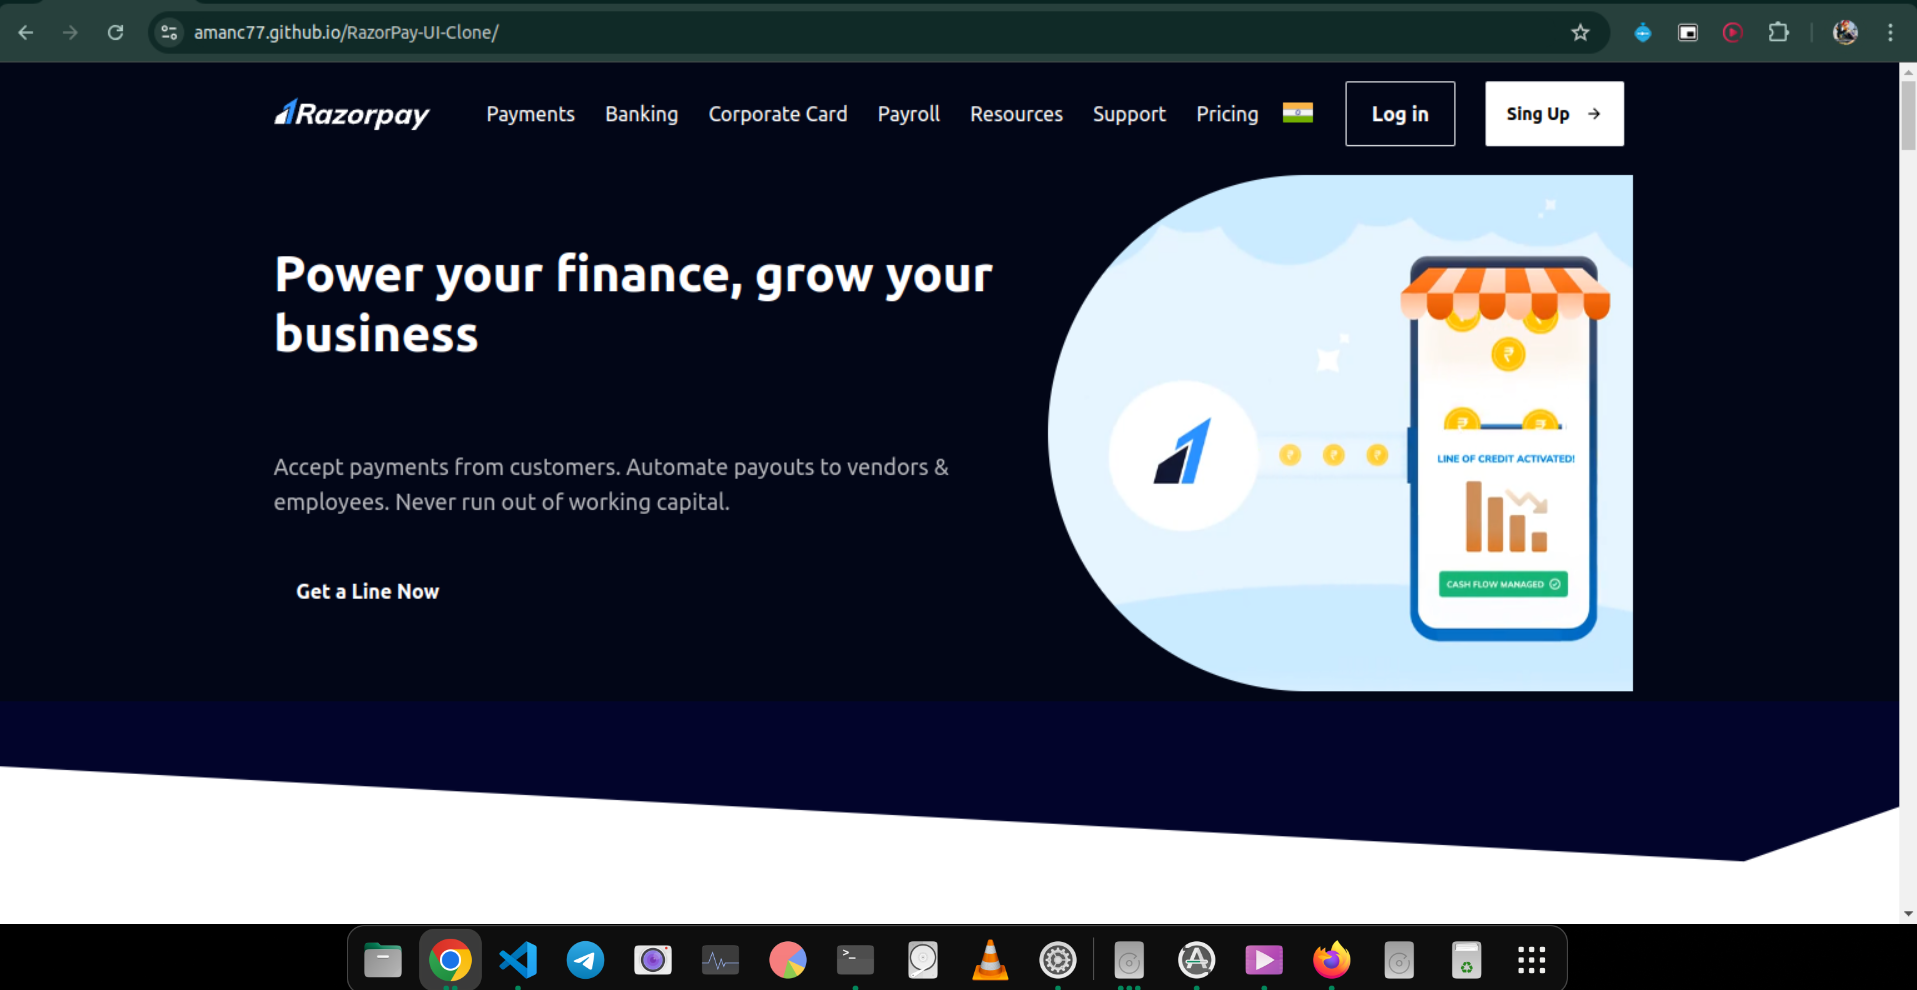 amanc77.github.io/RazorPay-UI-Clone/
Razorpay Payments Banking Corporate Card Payroll Resources Support Pricing Log in Sing Up →
Power your finance, grow your
business
Accept payments from customers. Automate payouts to vendors &
employees. Never run out of working capital.
Get a Line Now
₹
₹ ₹
₹ ₹ ₹
LINE OF CREDIT ACTIVATED!
CASH FLOW MANAGED